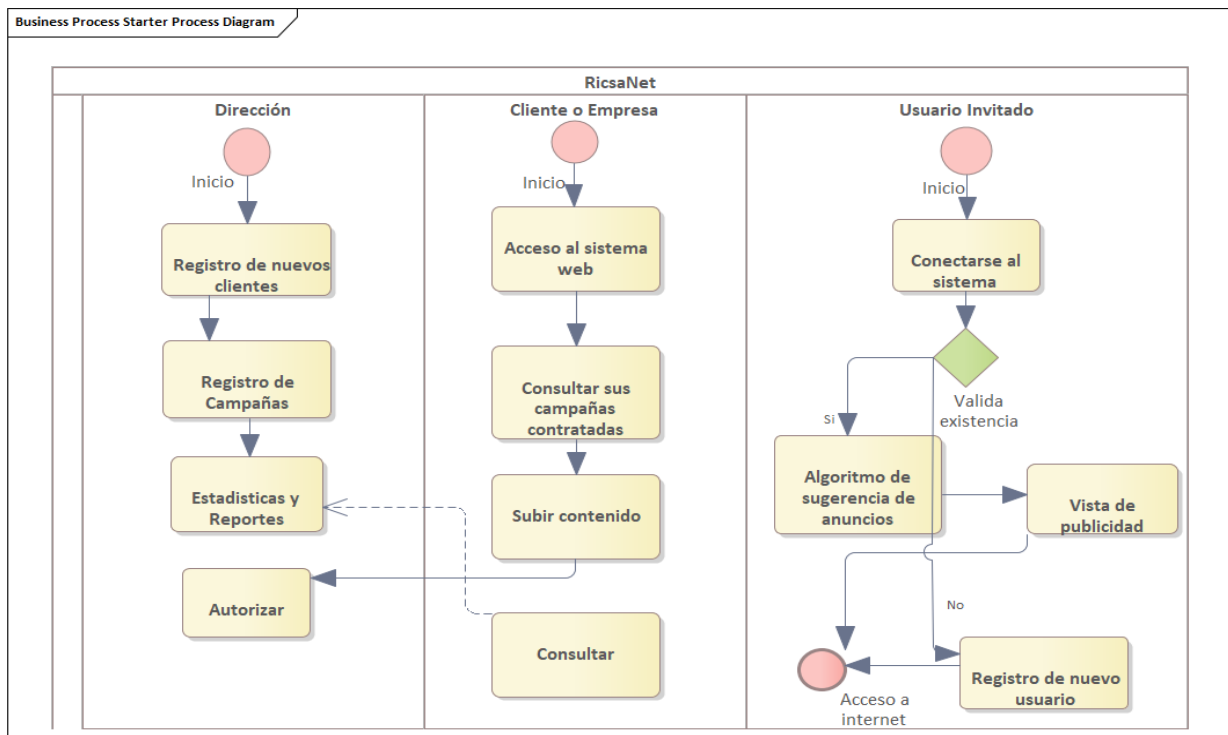 Business Process Starter Process Diagram
RicsaNet
Dirección
Inicio
Registro de nuevos
clientes
Registro de
Campañas
Estadisticas y
Reportes
Autorizar
Cliente o Empresa
Inicio
Acceso al sistema
web
Consultar sus
campañas
contratadas
Subir contenido
Consultar
Usuario Invitado
Inicio
Conectarse al
sistema
Valida
existencia
Si
Algoritmo de
sugerencia de
anuncios
Vista de
publicidad
No
Registro de nuevo
usuario
Acceso a
internet